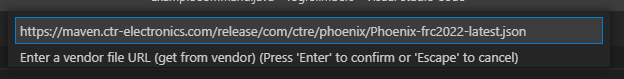 https://maven.ctr-electronics.com/release/com/ctre/phoenix/Phoenix-frc2022-latest.json
Enter a vendor file URL (get from vendor) (Press 'Enter' to confirm or 'Escape' to cancel)